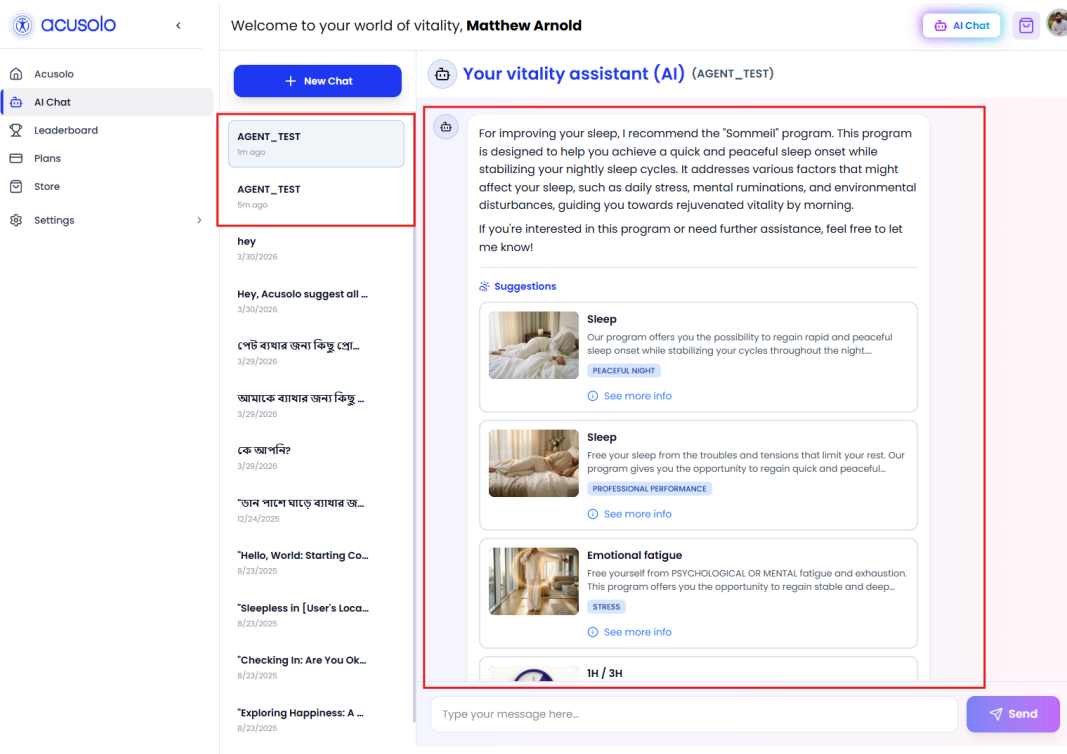 acusolo
Welcome to your world of vitality, Matthew Arnold
AI Chat
Acusolo
AI Chat
Leaderboard
Plans
Store
Settings
New Chat
AGENT_TEST
1m ago
AGENT_TEST
5m ago
hey
3/30/2026
Hey, Acusolo suggest all ...
3/30/2026
পেট ব্যথার জন্য কিছু প্রো...
3/29/2026
আমাকে ব্যাথার জন্য কিছু ...
3/29/2026
কে আপনি?
3/29/2026
"ডান পাশে ঘাড়ে ব্যাথার জ...
12/24/2025
"Hello, World: Starting Co...
8/23/2025
"Sleepless in [User's Loca...
8/23/2025
"Checking In: Are You Ok...
8/23/2025
"Exploring Happiness: A ...
8/23/2025
Your vitality assistant (AI) (AGENT_TEST)
For improving your sleep, I recommend the "Sommeil" program. This program
is designed to help you achieve a quick and peaceful sleep onset while
stabilizing your nightly sleep cycles. It addresses various factors that might
affect your sleep, such as daily stress, mental ruminations, and environmental
disturbances, guiding you towards rejuvenated vitality by morning.
If you're interested in this program or need further assistance, feel free to let
me know!
Suggestions
Sleep
Our program offers you the possibility to regain rapid and peaceful
sleep onset while stabilizing your cycles throughout the night....
PEACEFUL NIGHT
See more info
Sleep
Free your sleep from the troubles and tensions that limit your rest. Our
program gives you the opportunity to regain quick and peaceful...
PROFESSIONAL PERFORMANCE
See more info
Emotional fatigue
Free yourself from PSYCHOLOGICAL OR MENTAL fatigue and exhaustion.
This program offers you the opportunity to regain stable and deep...
STRESS
See more info
1H / 3H
Type your message here...
Send